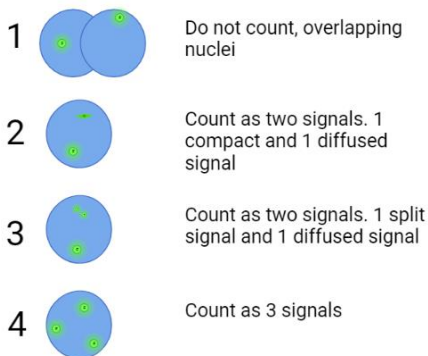 1
Do not count, overlapping
nuclei
2
Count as two signals. 1
compact and 1 diffused
signal
3
Count as two signals. 1 split
signal and 1 diffused signal
4
Count as 3 signals